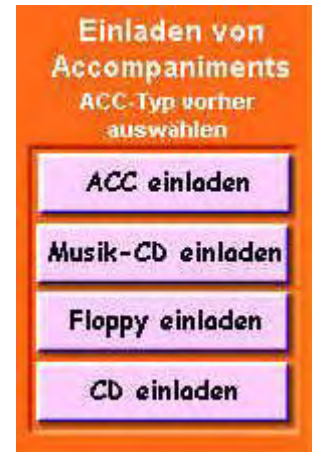 Einladen von
Accompaniments
ACC-Typ vorher
auswählen
ACC einladen
Musik-CD einladen
Floppy einladen
CD einladen